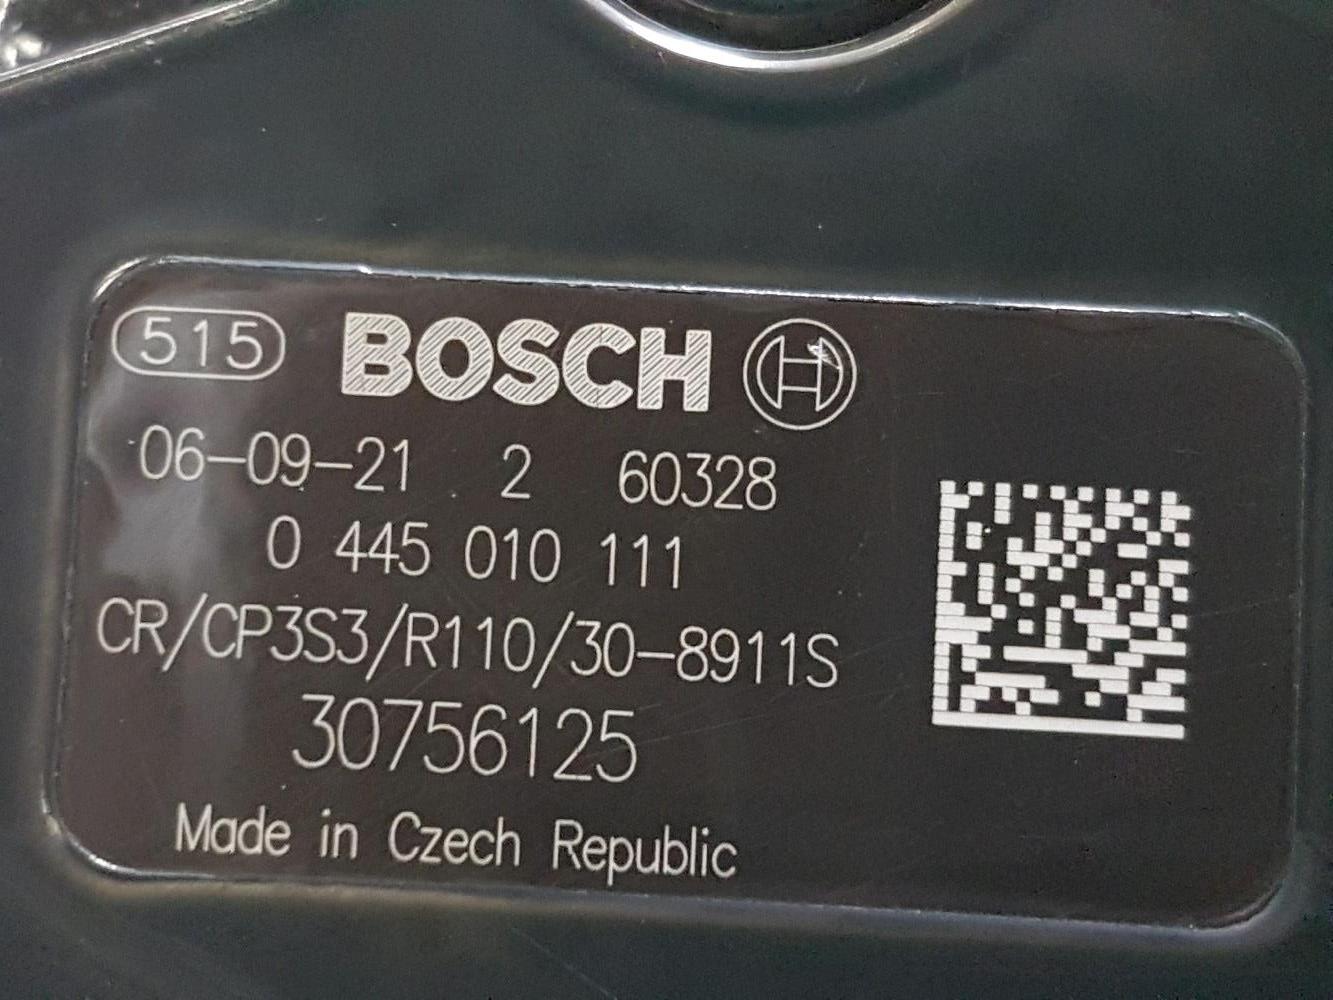 515 BOSCH
06-09-21 2 60328
0 445 010 111
CR/CP3S3/R110/30-8911S
30756125
Made in Czech Republic